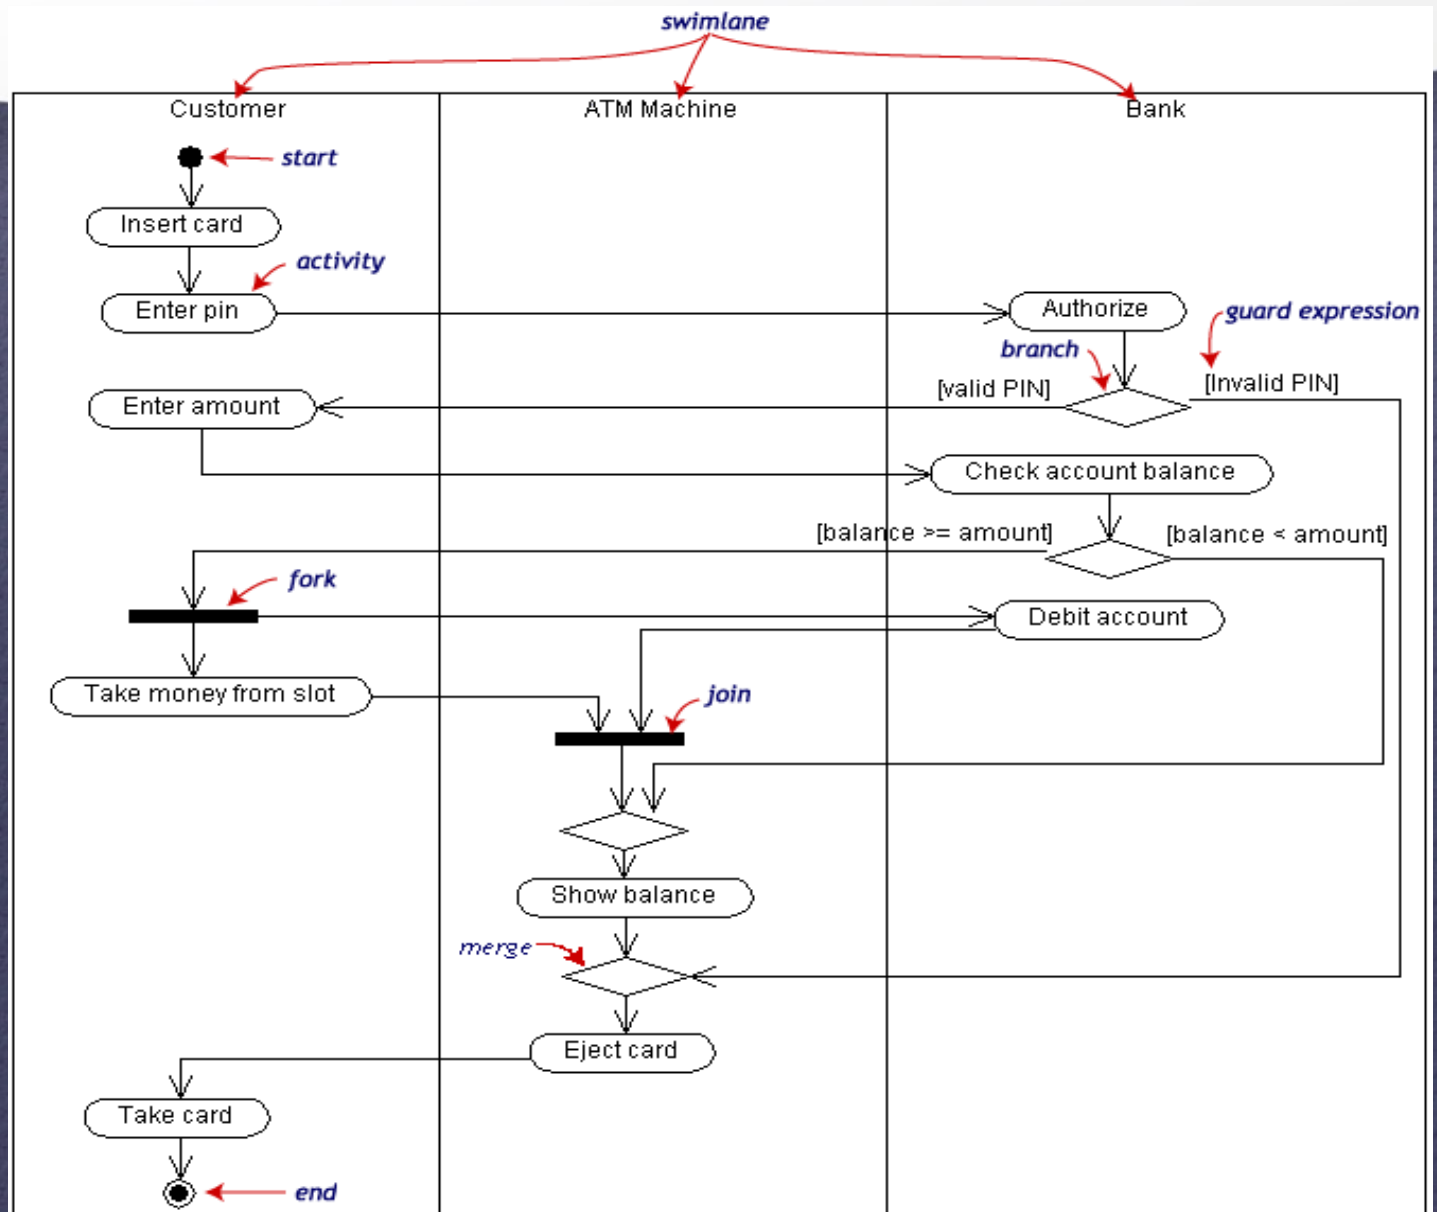 swimlane
Customer
ATM Machine
Bank
start
Insert card
activity
Enter pin
Authorize
guard expression
branch
[valid PIN]
[Invalid PIN]
Enter amount
Check account balance
[balance >= amount]
[balance < amount]
fork
Debit account
Take money from slot
join
Show balance
merge
Eject card
Take card
end